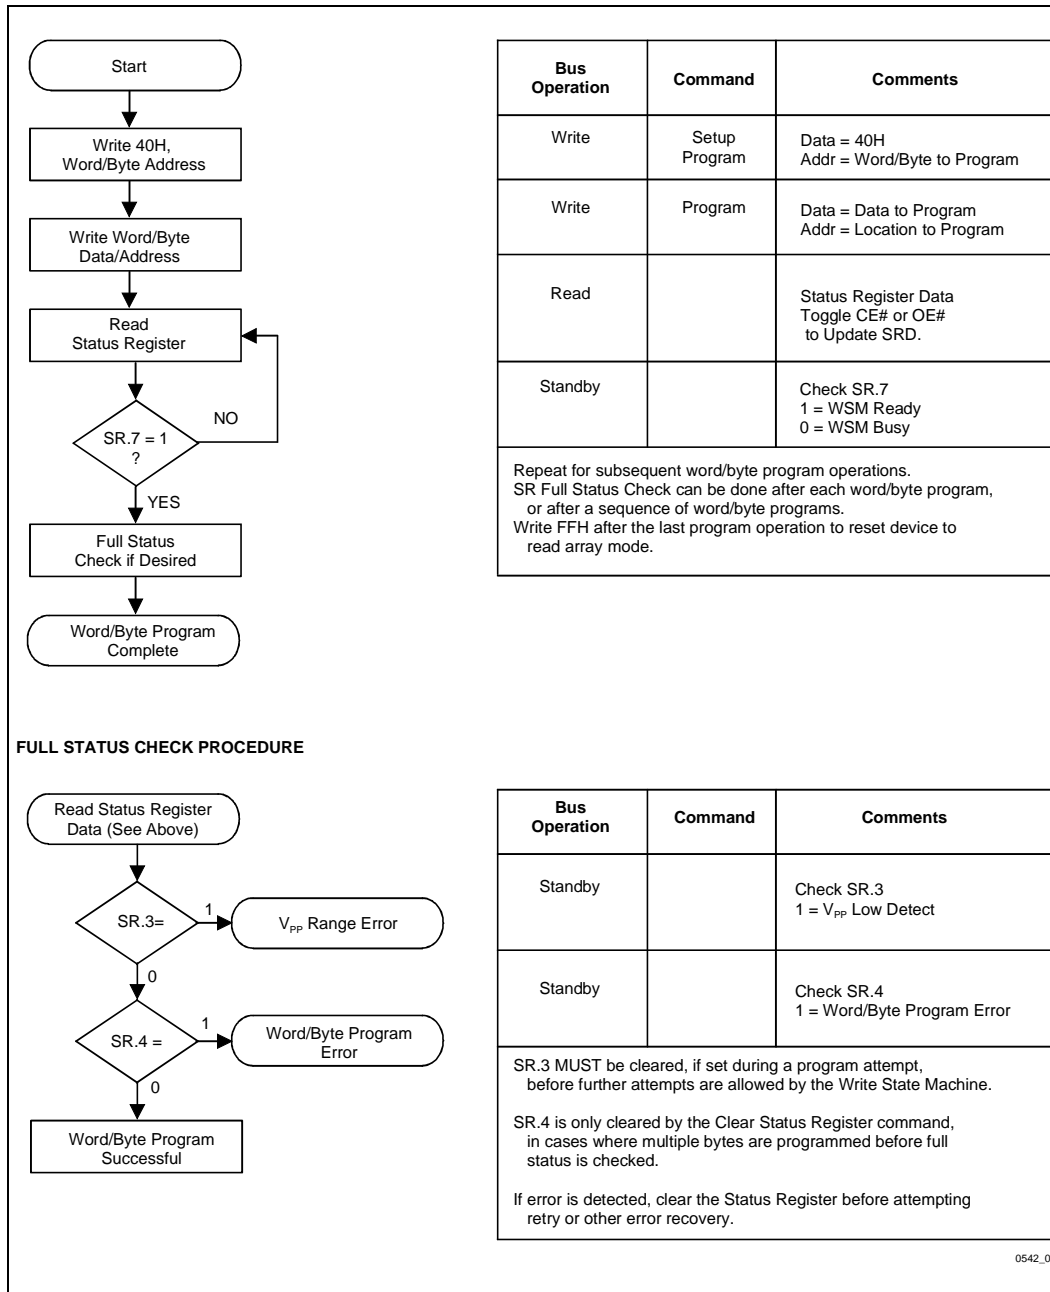 Start
Write 40H,
Word/Byte Address
Write Word/Byte
Data/Address
Read
Status Register
NO
SR.7 = 1
?
YES
Full Status
Check if Desired
Word/Byte Program
Complete
Bus
Operation
Command
Comments
Write
Setup
Program
Data = 40H
Addr = Word/Byte to Program
Write
Program
Data = Data to Program
Addr = Location to Program
Read
Status Register Data
Toggle CE# or OE#
to Update SRD.
Standby
Check SR.7
1 = WSM Ready
0 = WSM Busy
Repeat for subsequent word/byte program operations.
SR Full Status Check can be done after each word/byte program,
or after a sequence of word/byte programs.
Write FFH after the last program operation to reset device to
read array mode.
FULL STATUS CHECK PROCEDURE
Read Status Register
Data (See Above)
SR.3=
1
VPP Range Error
0
SR.4 =
1
Word/Byte Program
Error
0
Word/Byte Program
Successful
Bus
Operation
Command
Comments
Standby
Check SR.3
1 = VPP Low Detect
Standby
Check SR.4
1 = Word/Byte Program Error
SR.3 MUST be cleared, if set during a program attempt,
before further attempts are allowed by the Write State Machine.
SR.4 is only cleared by the Clear Status Register command,
in cases where multiple bytes are programmed before full
status is checked.
If error is detected, clear the Status Register before attempting
retry or other error recovery.
0542_0